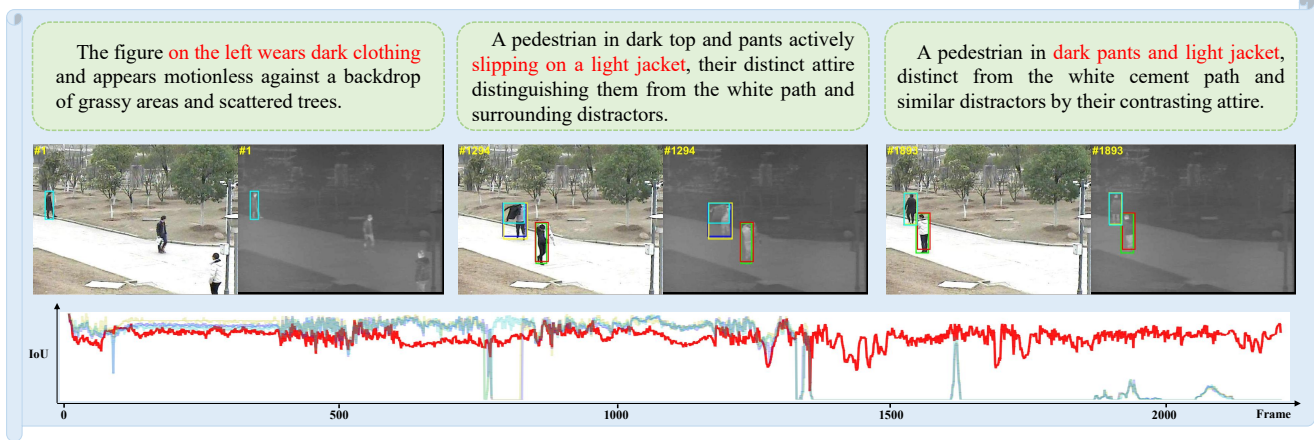 The figure on the left wears dark clothing
and appears motionless against a backdrop
of grassy areas and scattered trees.
A pedestrian in dark top and pants actively
slipping on a light jacket, their distinct attire
distinguishing them from the white path and
surrounding distractors.
A pedestrian in dark pants and light jacket,
distinct from the white cement path and
similar distractors by their contrasting attire.
#1
#1
#1294
#1294
#1893
#1893
IoU
0
500
1000
1500
2000
Frame